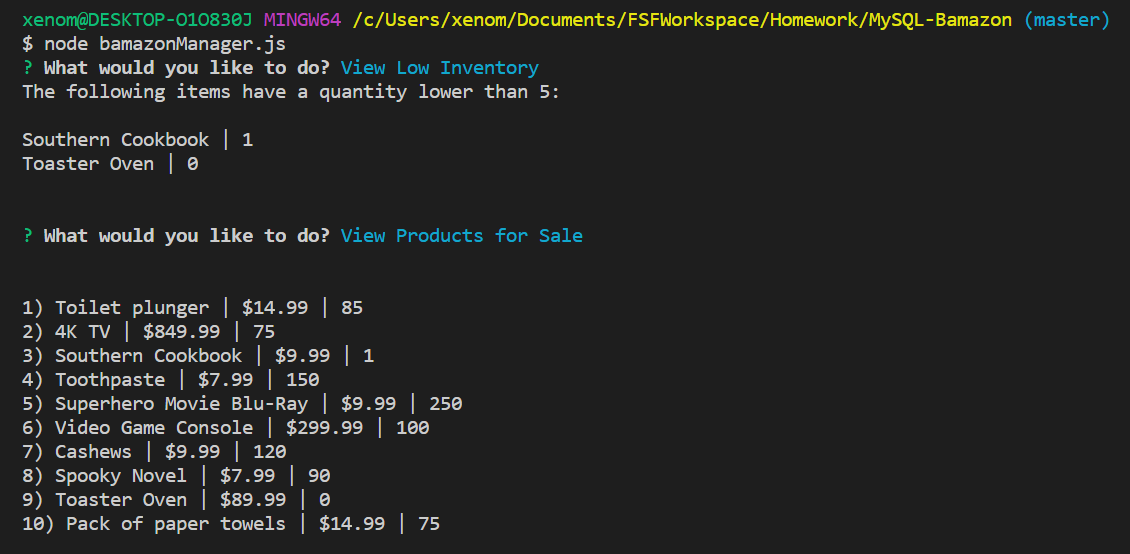 xenom@DESKTOP-O1O830J MINGW64 /c/Users/xenom/Documents/FSFWorkspace/Homework/MySQL-Bamazon (master)
$ node bamazonManager.js
? What would you like to do? View Low Inventory
The following items have a quantity lower than 5:
Southern Cookbook | 1
Toaster Oven | 0
? What would you like to do? View Products for Sale
1) Toilet plunger | $14.99 | 85
2) 4K TV | $849.99 | 75
3) Southern Cookbook | $9.99 | 1
4) Toothpaste | $7.99 | 150
5) Superhero Movie Blu-Ray | $9.99 | 250
6) Video Game Console | $299.99 | 100
7) Cashews | $9.99 | 120
8) Spooky Novel | $7.99 | 90
9) Toaster Oven | $89.99 | 0
10) Pack of paper towels | $14.99 | 75